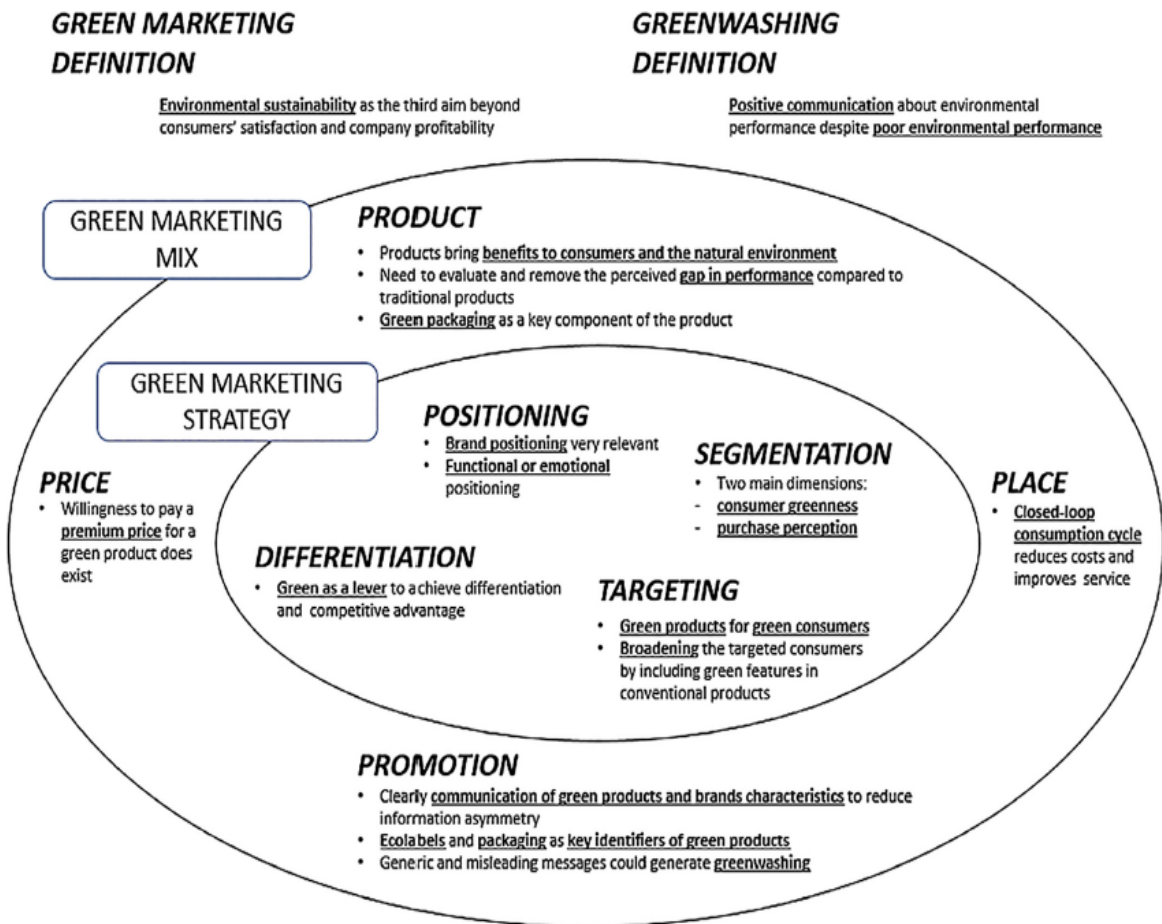 GREEN MARKETING
DEFINITION
Environmental sustainability as the third aim beyond
consumers' satisfaction and company profitability
GREENWASHING
DEFINITION
Positive communication about environmental
performance despite poor environmental performance
GREEN MARKETING
MIX
PRODUCT
• Products bring benefits to consumers and the natural environment
• Need to evaluate and remove the perceived gap in performance compared to
traditional products
• Green packaging as a key component of the product
GREEN MARKETING
STRATEGY
POSITIONING
• Brand positioning very relevant
• Functional or emotional
positioning
SEGMENTATION
• Two main dimensions:
- consumer greenness
- purchase perception
PRICE
• Willingness to pay a
premium price for a
green product does
exist
PLACE
• Closed-loop
consumption cycle
reduces costs and
improves service
DIFFERENTIATION
• Green as a lever to achieve differentiation
and competitive advantage
TARGETING
• Green products for green consumers
• Broadening the targeted consumers
by including green features in
conventional products
PROMOTION
• Clearly communication of green products and brands characteristics to reduce
information asymmetry
• Ecolabels and packaging as key identifiers of green products
• Generic and misleading messages could generate greenwashing